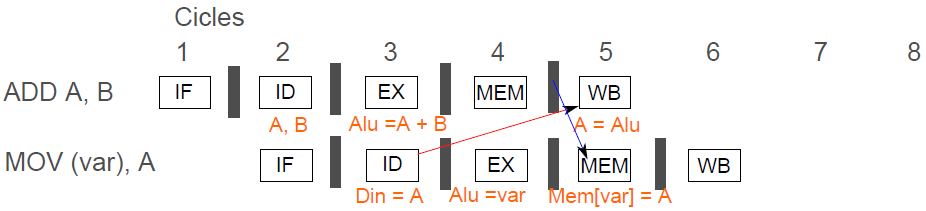 Cicles
1 2 3 4 5 6 7 8
ADD A, B IF ID EX MEM WB
A, B Alu =A + B A = Alu
MOV (var), A IF ID EX MEM WB
Din = A Alu =var Mem[var] = A